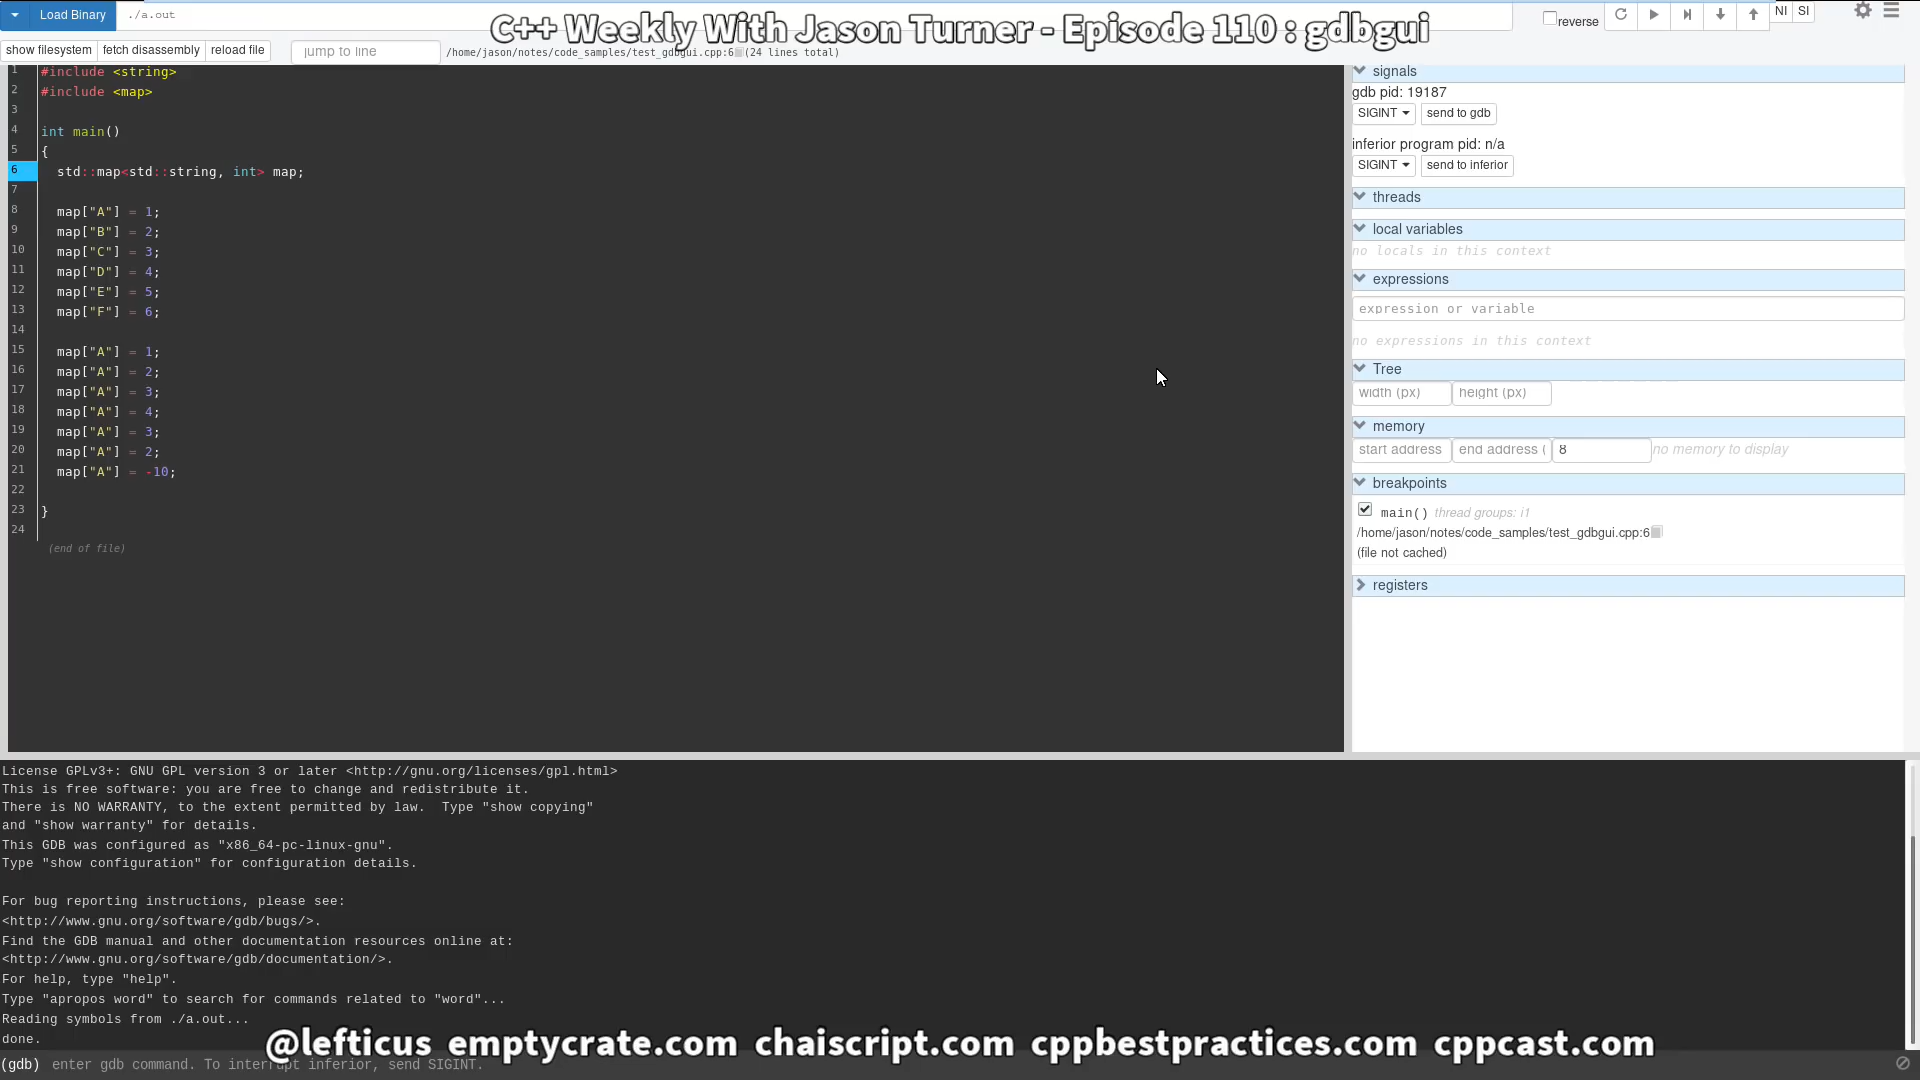 Load Binary ./a.out
C++ Weekly With Jason Turner - Episode 110 : gdbgui
reverse NI SI
show filesystem fetch disassembly reload file jump to line /home/jason/notes/code_samples/test_gdbgui.cpp:6 (24 lines total)
1 #include <string>
2 #include <map>
3
4 int main()
5 {
6 std::map<std::string, int> map;
7
8 map["A"] = 1;
9 map["B"] = 2;
10 map["C"] = 3;
11 map["D"] = 4;
12 map["E"] = 5;
13 map["F"] = 6;
14
15 map["A"] = 1;
16 map["A"] = 2;
17 map["A"] = 3;
18 map["A"] = 4;
19 map["A"] = 3;
20 map["A"] = 2;
21 map["A"] = -10;
22
23 }
24
(end of file)
signals
gdb pid: 19187
SIGINT send to gdb
inferior program pid: n/a
SIGINT send to inferior
threads
local variables
no locals in this context
expressions
expression or variable
no expressions in this context
Tree
width (px) height (px)
memory
start address end address ( 8 no memory to display
breakpoints
main() thread groups: i1
/home/jason/notes/code_samples/test_gdbgui.cpp:6
(file not cached)
registers
License GPLv3+: GNU GPL version 3 or later <http://gnu.org/licenses/gpl.html>
This is free software: you are free to change and redistribute it.
There is NO WARRANTY, to the extent permitted by law.  Type "show copying"
and "show warranty" for details.
This GDB was configured as "x86_64-pc-linux-gnu".
Type "show configuration" for configuration details.
For bug reporting instructions, please see:
<http://www.gnu.org/software/gdb/bugs/>.
Find the GDB manual and other documentation resources online at:
<http://www.gnu.org/software/gdb/documentation/>.
For help, type "help".
Type "apropos word" to search for commands related to "word"...
Reading symbols from ./a.out...
done.
@lefticus emptycrate.com chaiscript.com cppbestpractices.com cppcast.com
(gdb) enter gdb command. To interrupt inferior, send SIGINT.